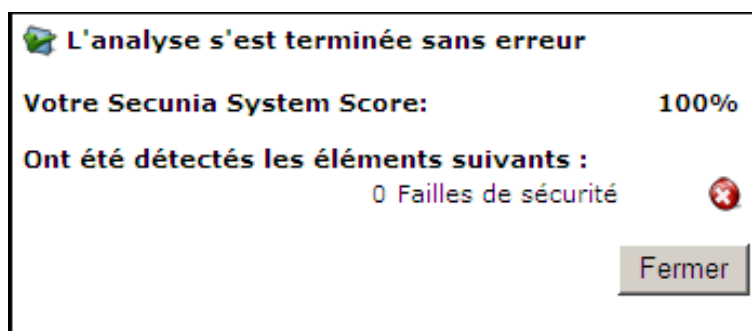 L'analyse s'est terminée sans erreur
Votre Secunia System Score: 100%
Ont été détectés les éléments suivants :
0 Failles de sécurité
Fermer